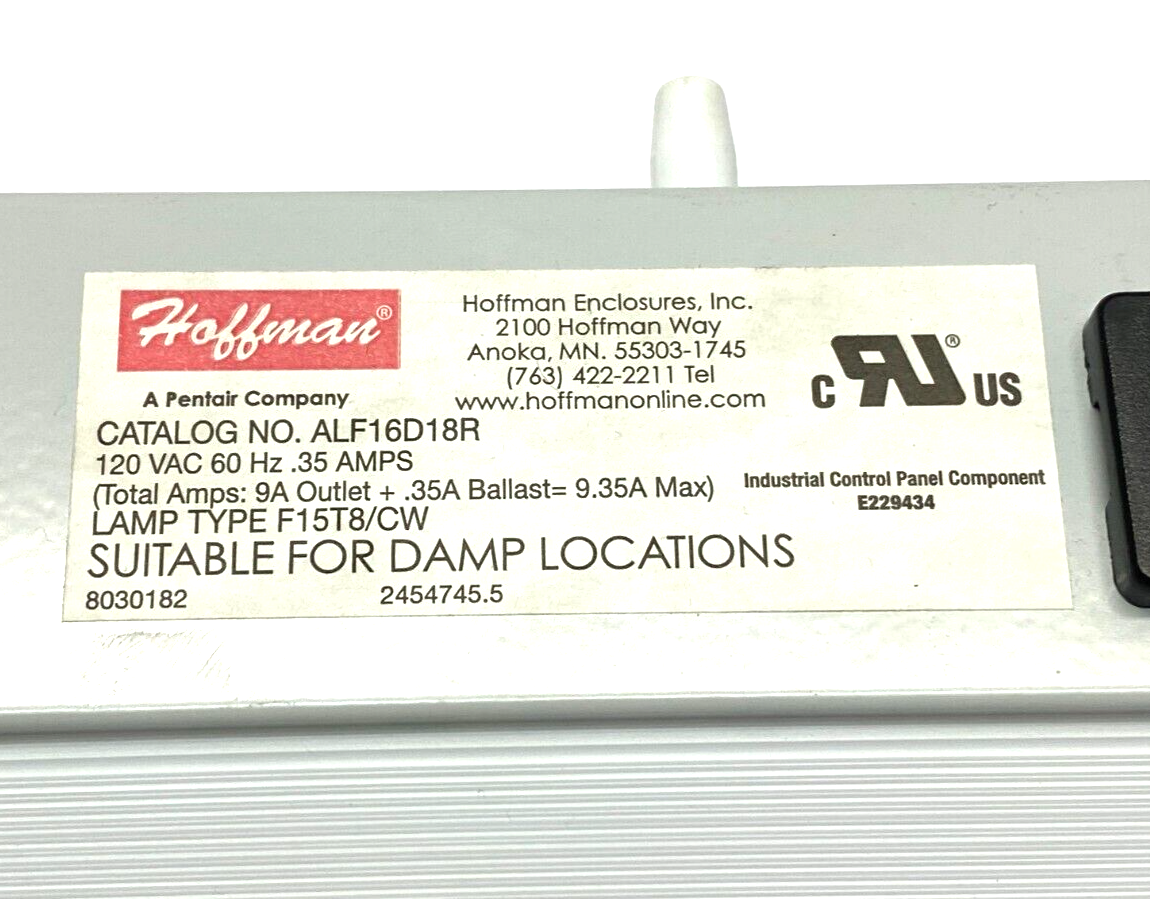 Hoffman®
A Pentair Company
Hoffman Enclosures, Inc.
2100 Hoffman Way
Anoka, MN. 55303-1745
(763) 422-2211 Tel
www.hoffmanonline.com
C RU® US
CATALOG NO. ALF16D18R
120 VAC 60 Hz .35 AMPS
(Total Amps: 9A Outlet + .35A Ballast= 9.35A Max)
LAMP TYPE F15T8/CW
SUITABLE FOR DAMP LOCATIONS
8030182 2454745.5
Industrial Control Panel Component
E229434